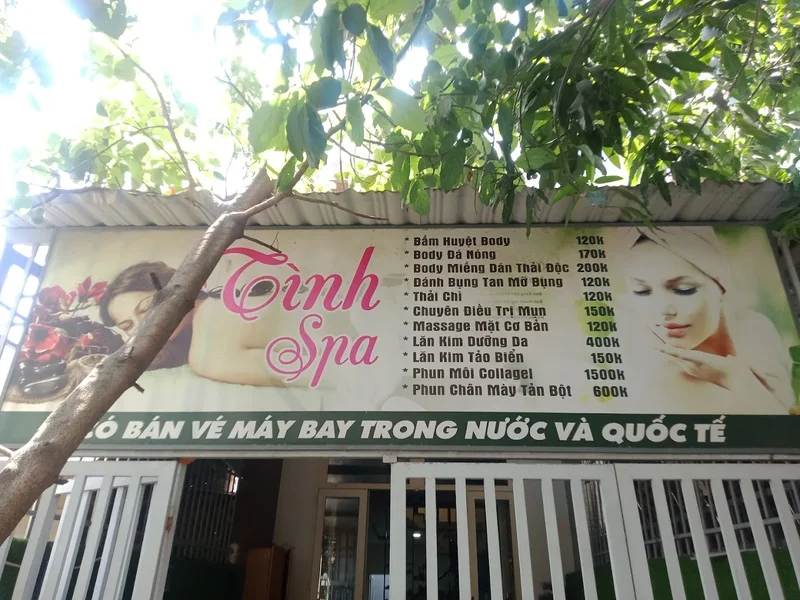 Tình
Spa
* Bấm Huyệt Body 120k
* Body Đá Nóng 170k
* Body Miếng Dán Thải Độc 200k
* Đánh Bụng Tan Mỡ Bụng 120k
* Thải Chì 120k
* Chuyên Điều Trị Mụn 150k
* Massage Mặt Cơ Bản 120k
* Lăn Kim Dưỡng Da 400k
* Lăn Kim Tảo Biển 150k
* Phun Môi Collagel 1500k
* Phun Chân Mày Tản Bột 600k
CÓ BÁN VÉ MÁY BAY TRONG NƯỚC VÀ QUỐC TẾ